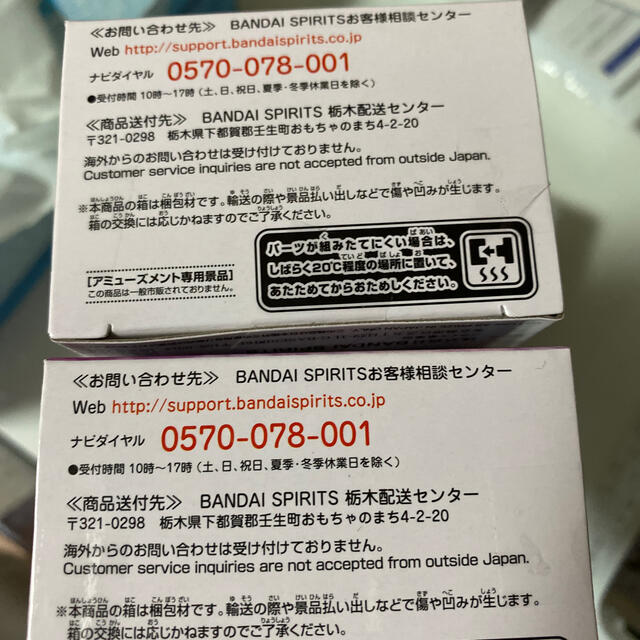 ≪お問い合わせ先≫ BANDAI SPIRITSお客様相談センター
Web http://support.bandaispirits.co.jp
ナビダイヤル 0570-078-001
●受付時間 10時〜17時（土、日、祝日、夏季・冬季休業日を除く）
≪商品送付先≫ BANDAI SPIRITS 栃木配送センター
〒321-0298 栃木県下都賀郡壬生町おもちゃのまち4-2-20
海外からのお問い合わせは受け付けておりません。
Customer service inquiries are not accepted from outside Japan.
※本商品の箱は梱包材です。輸送の際や景品払い出しなどで傷や凹みが生じます。
箱の交換には応じかねますのでご了承ください。
パーツが組みたてにくい場合は、
しばらく20℃程度の場所に置いて、
あたためてからおためしください。
[アミューズメント専用景品]
この商品は一般市販されておりません。
≪お問い合わせ先≫ BANDAI SPIRITSお客様相談センター
Web http://support.bandaispirits.co.jp
ナビダイヤル 0570-078-001
●受付時間 10時〜17時（土、日、祝日、夏季・冬季休業日を除く）
≪商品送付先≫ BANDAI SPIRITS 栃木配送センター
〒321-0298 栃木県下都賀郡壬生町おもちゃのまち4-2-20
海外からのお問い合わせは受け付けておりません。
Customer service inquiries are not accepted from outside Japan.
※本商品の箱は梱包材です。輸送の際や景品払い出しなどで傷や凹みが生じます。
箱の交換には応じかねますのでご了承ください。